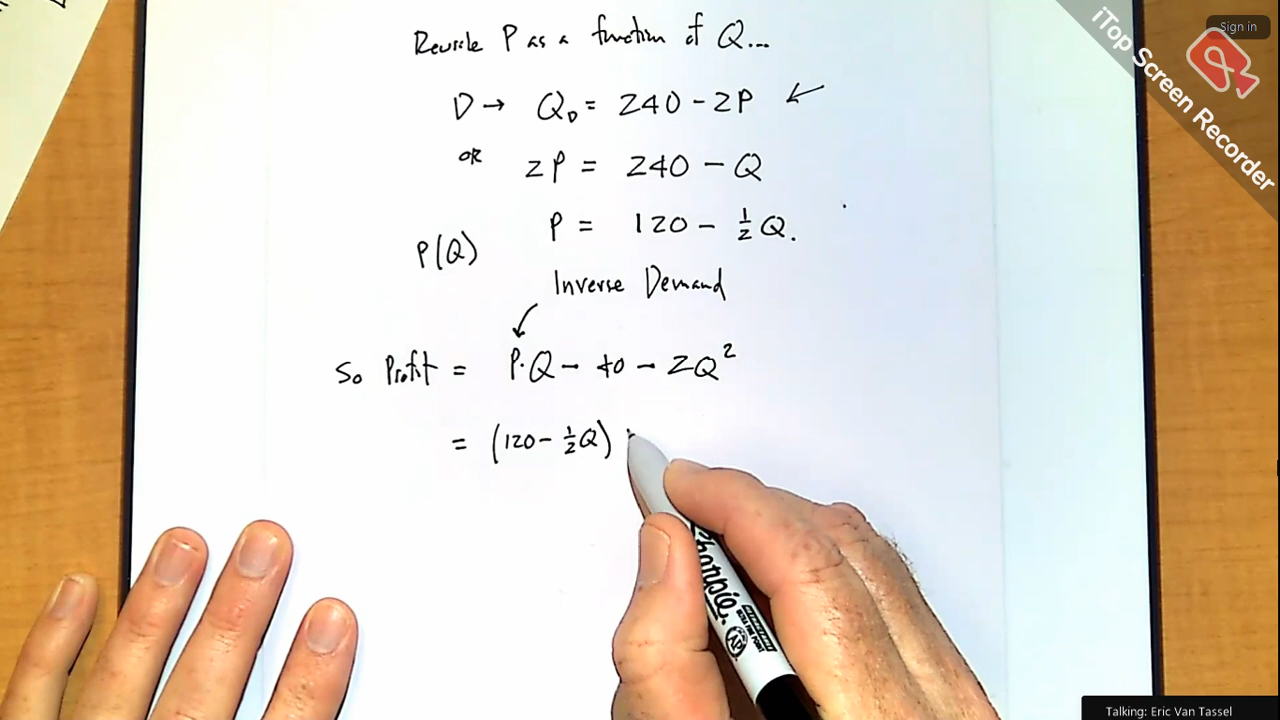 Rewrite P as a function of Q...
D → Q_D = 240 - 2P ↙
OR 2P = 240 - Q
P = 120 - ½Q.
P(Q)
Inverse Demand
So Profit = P·Q - 40 - 2Q²
= (120 - ½Q)
Sharpie.
iTop Screen Recorder
Sign in
Talking: Eric Van Tassel